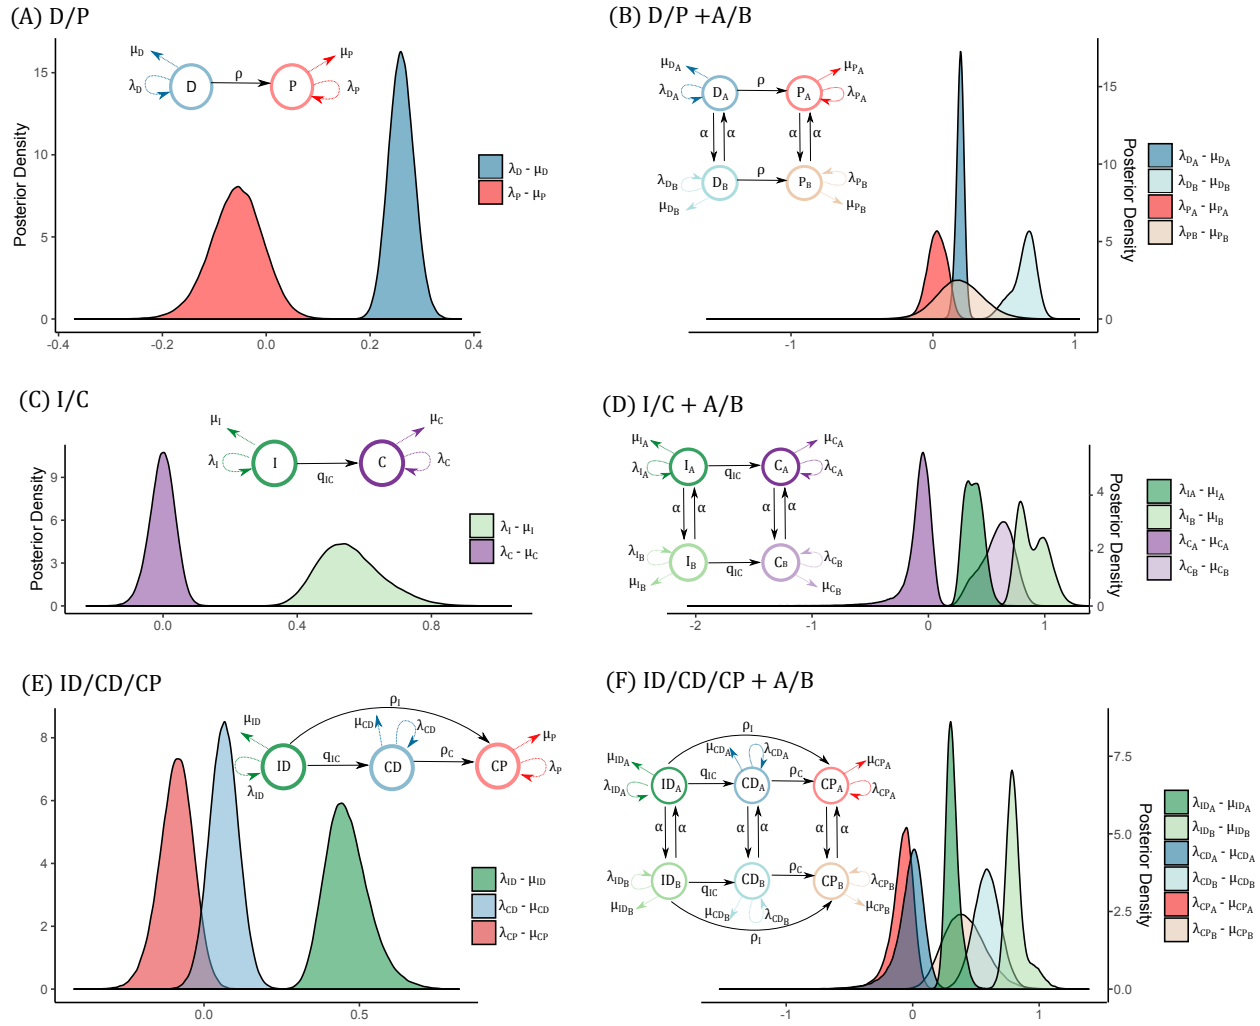 (A) D/P
Posterior Density
15
10
5
0
-0.4
-0.2
0.0
0.2
0.4
μD
λD
D
ρ
P
μP
λP
λD - μD
λP - μP
(B) D/P +A/B
μDA
λDA
DA
ρ
PA
μPA
λPA
α
α
α
α
λDB
μDB
DB
ρ
PB
λPB
μPB
-1
0
1
15
10
5
0
Posterior Density
λDA - μDA
λDB - μDB
λPA - μPA
λPB - μPB
(C) I/C
Posterior Density
9
6
3
0
0.0
0.4
0.8
μI
λI
I
qIC
C
μC
λC
λI - μI
λC - μC
(D) I/C + A/B
μIA
λIA
IA
qIC
CA
μCA
λCA
α
α
α
α
λIB
μIB
IB
qIC
CB
λCB
μCB
-2
-1
0
1
4
2
0
Posterior Density
λIA - μIA
λIB - μIB
λCA - μCA
λCB - μCB
(E) ID/CD/CP
Posterior Density
8
6
4
2
0
0.0
0.5
μID
λID
ID
ρI
qIC
μCD
λCD
CD
ρC
CP
μP
λP
λID - μID
λCD - μCD
λCP - μCP
(F) ID/CD/CP + A/B
ρI
μIDA
λIDA
IDA
qIC
μCDA
λCDA
CDA
ρC
CPA
μCPA
λCPA
α
α
α
α
α
α
λIDB
μIDB
IDB
qIC
CDB
μCDB
λCDB
ρC
CPB
λCPB
μCPB
ρI
-1
0
1
7.5
5.0
2.5
0.0
Posterior Density
λIDA - μIDA
λIDB - μIDB
λCDA - μCDA
λCDB - μCDB
λCPA - μCPA
λCPB - μCPB